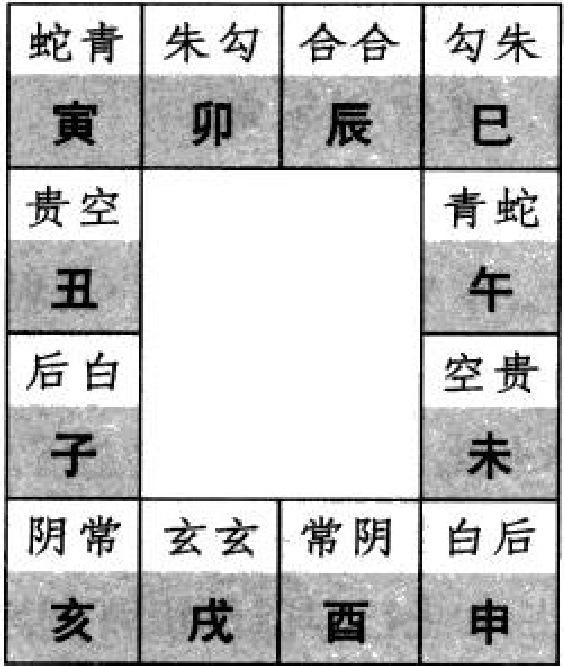 蛇青 朱勾 合合 勾朱
寅 卯 辰 巳
贵空 青蛇
丑 午
后白 空贵
子 未
阴常 玄玄 常阴 白后
亥 戌 酉 申